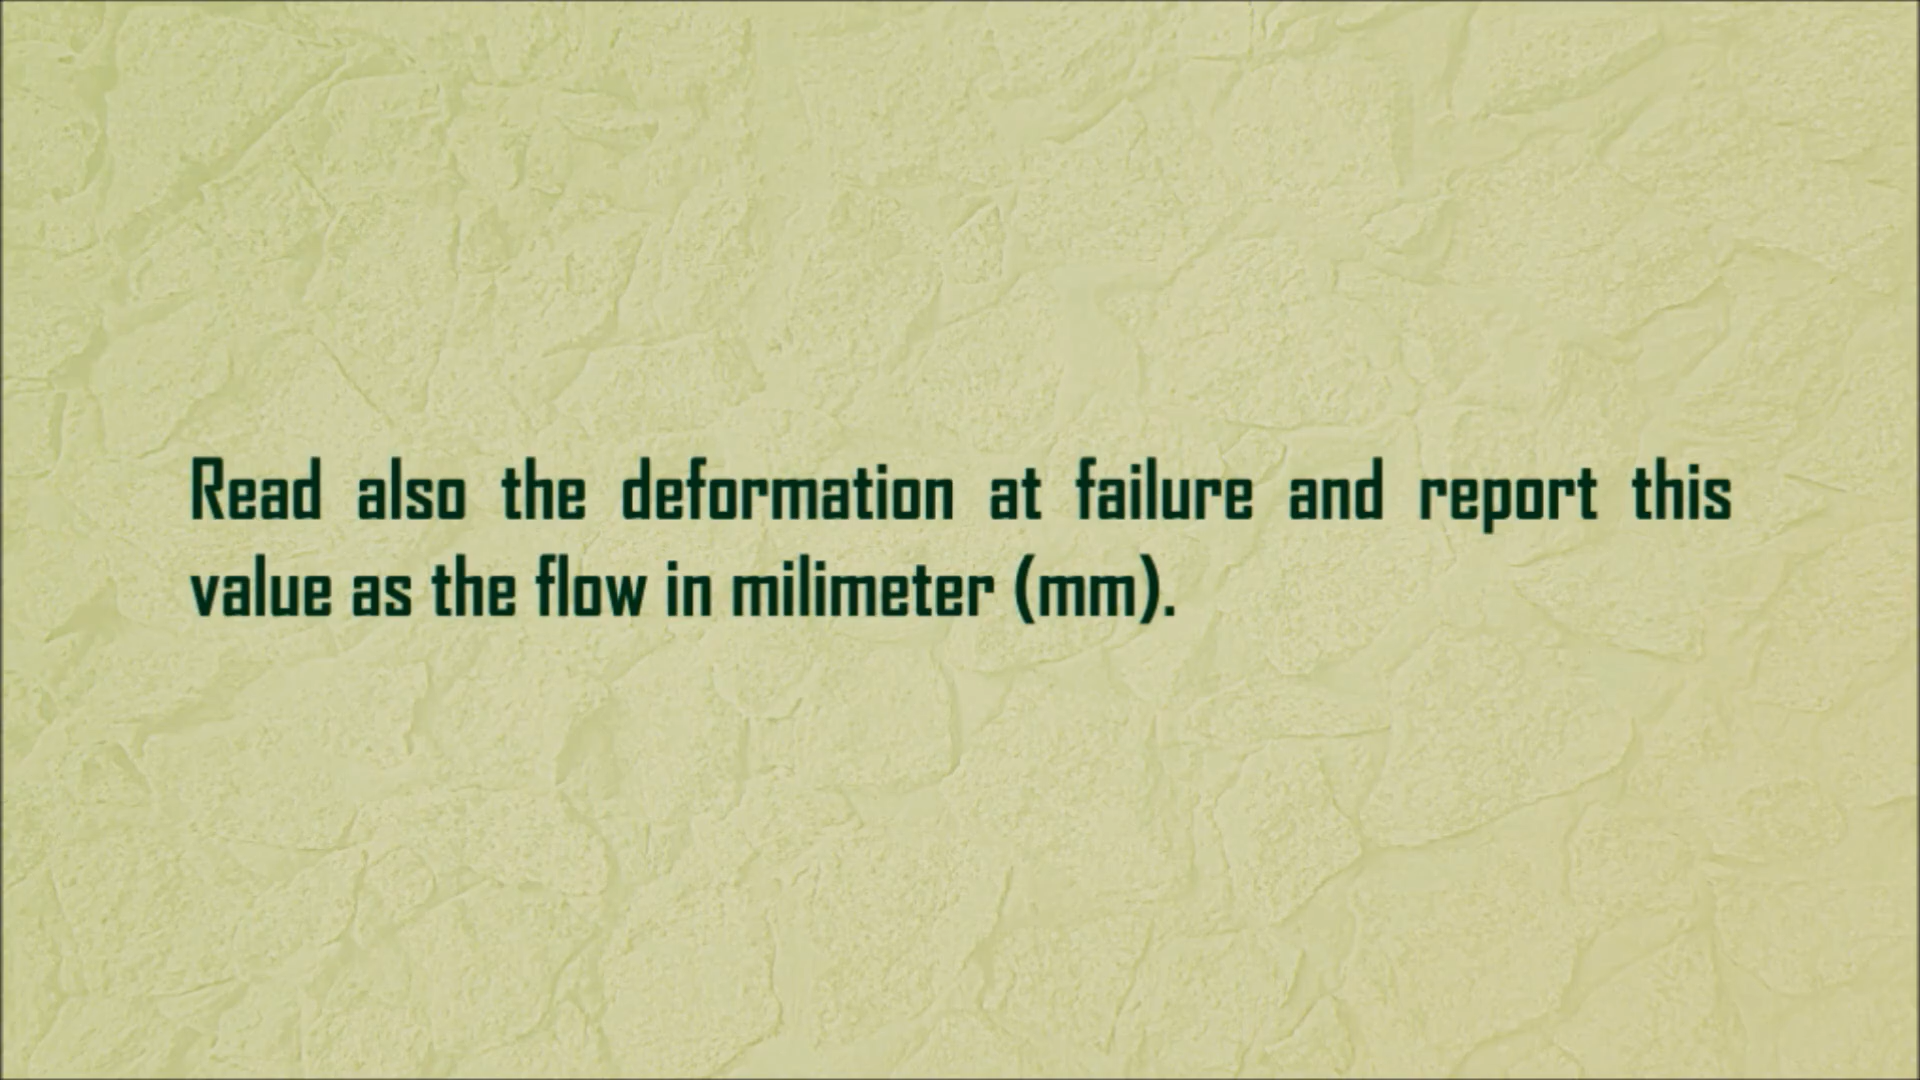 Read also the deformation at failure and report this
value as the flow in milimeter (mm).